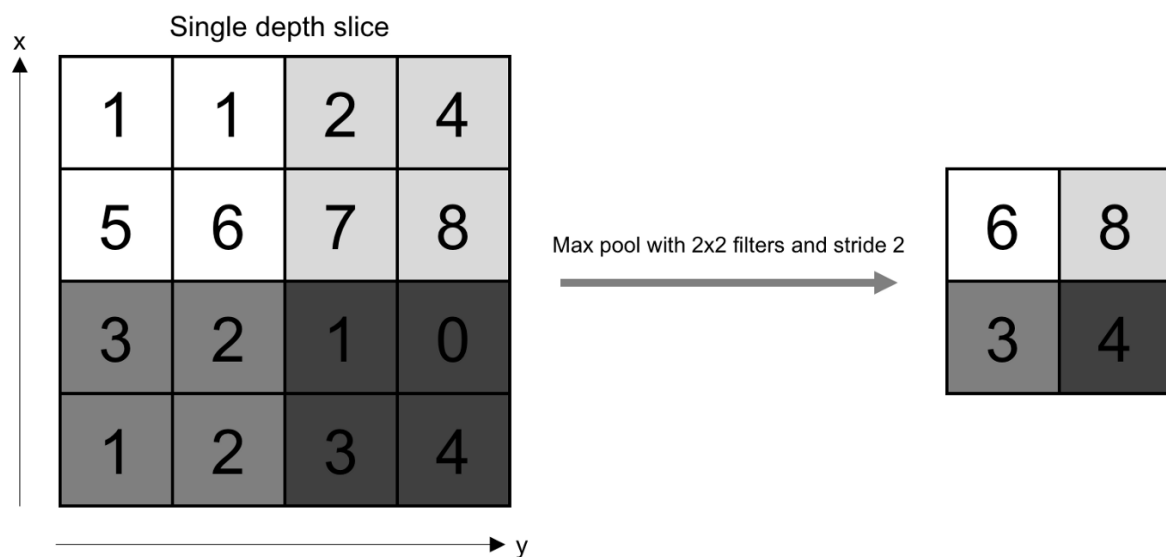 Single depth slice
x
1 1 2 4
5 6 7 8
3 2 1 0
1 2 3 4
y
Max pool with 2x2 filters and stride 2
6 8
3 4